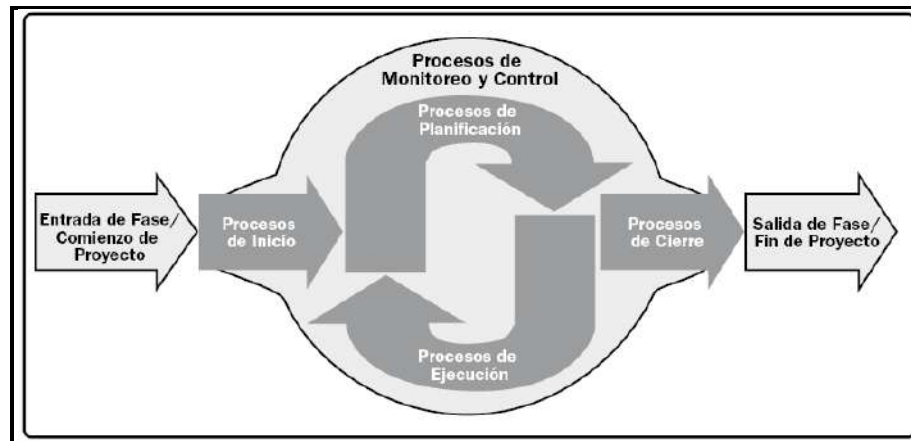 Procesos de
Monitoreo y Control
Procesos de
Planificación
Entrada de Fase/
Comienzo de
Proyecto
Procesos
de Inicio
Procesos
de Cierre
Salida de Fase/
Fin de Proyecto
Procesos de
Ejecución